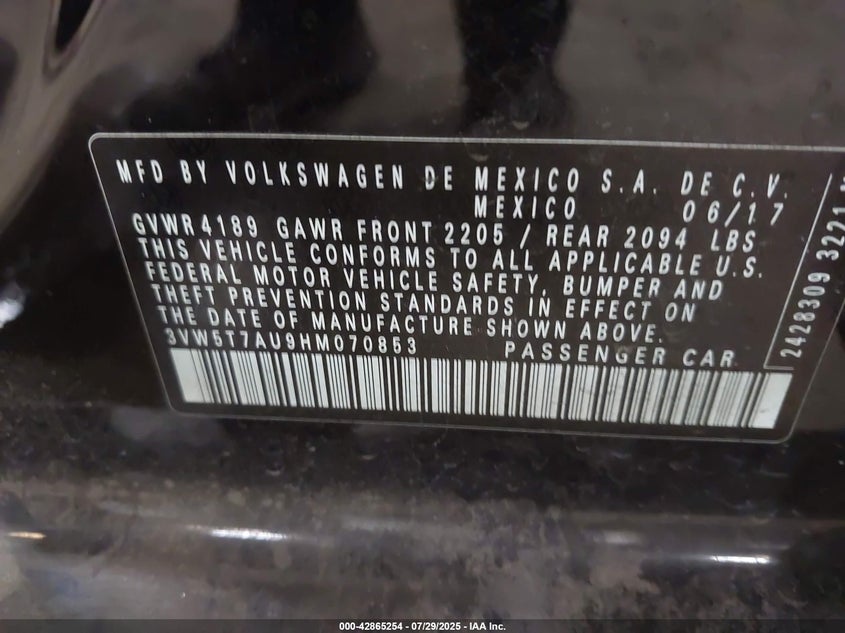 MFD BY VOLKSWAGEN DE MEXICO S.A. DE C.V.
MEXICO 06/17
GVWR 4189 GAWR FRONT 2205 / REAR 2094 LBS
THIS VEHICLE CONFORMS TO ALL APPLICABLE U.S.
FEDERAL MOTOR VEHICLE SAFETY, BUMPER AND
THEFT PREVENTION STANDARDS IN EFFECT ON
THE DATE OF MANUFACTURE SHOWN ABOVE.
3VW5T7AU9HM070853 PASSENGER CAR
2428309 3221
000-42865254 | 07/29/2025 - IAA Inc.